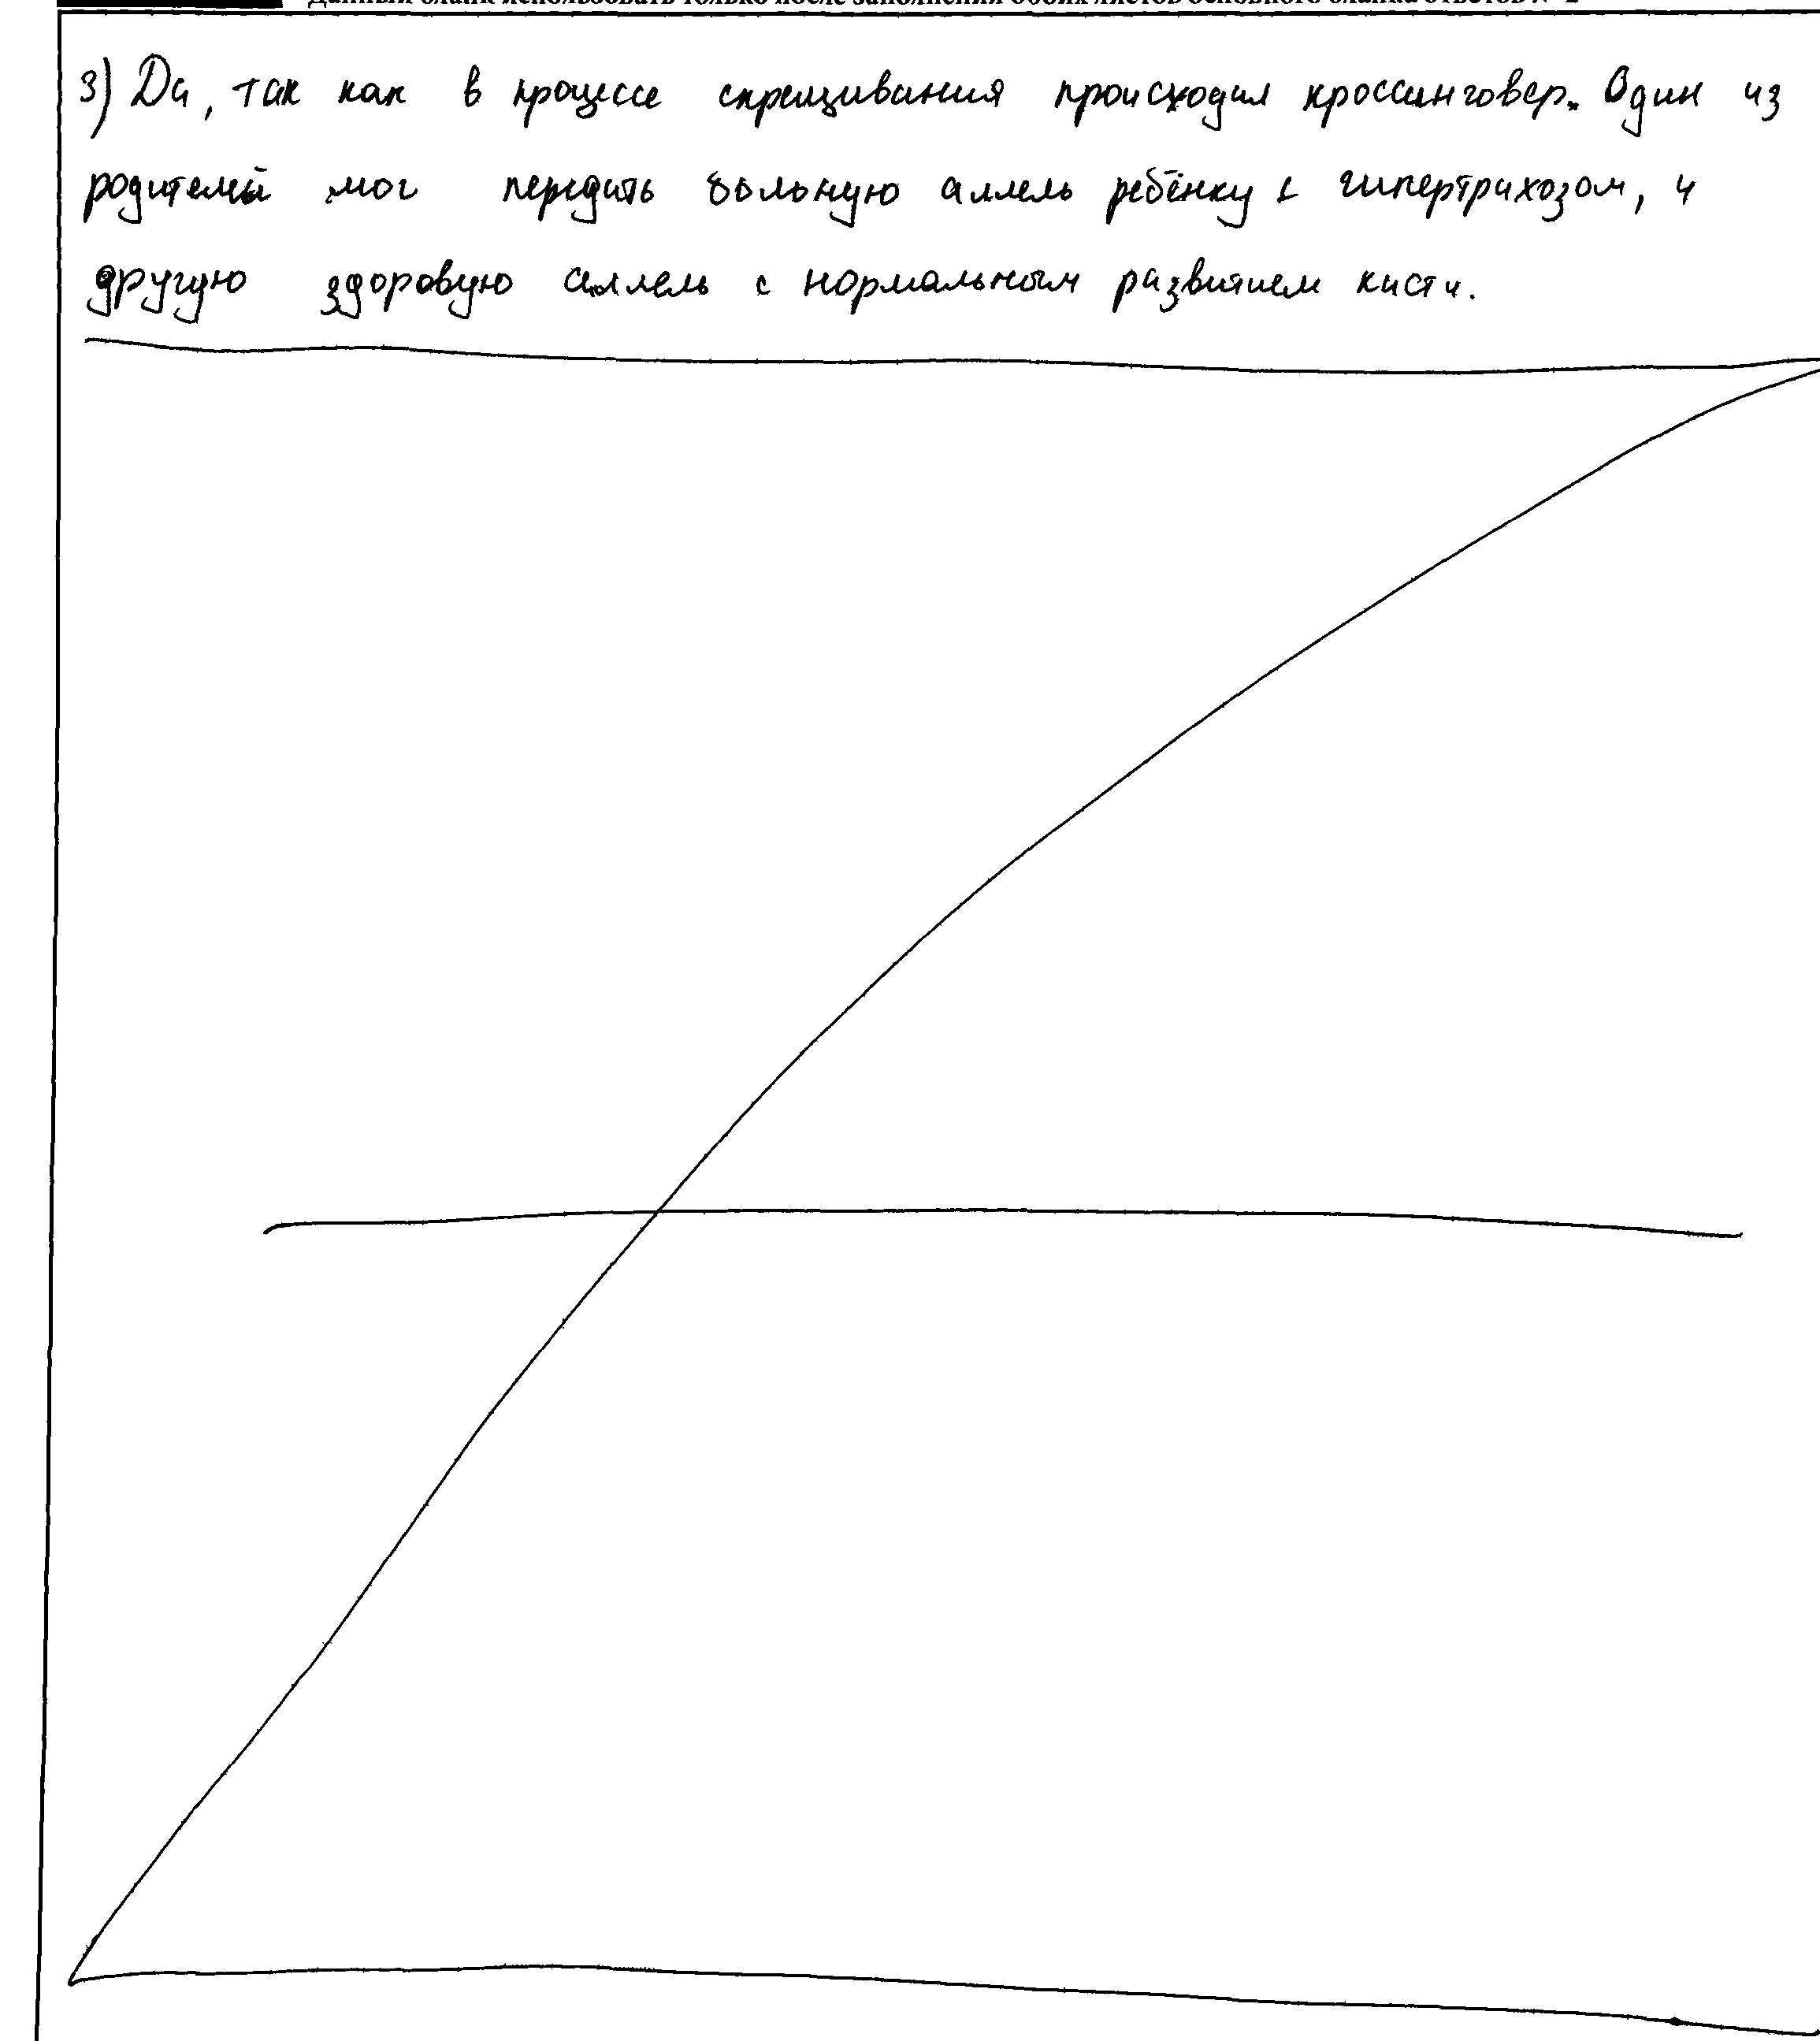 Данный бланк использовать только после заполнения обоих листов основного бланка ответов № 2
3) Да, так как в процессе скрещивания происходил кроссинговер. Один из
родителей мог передать больную аллель ребёнку с гипертрихозом, и
другую здоровую аллель с нормальным развитием кисти.